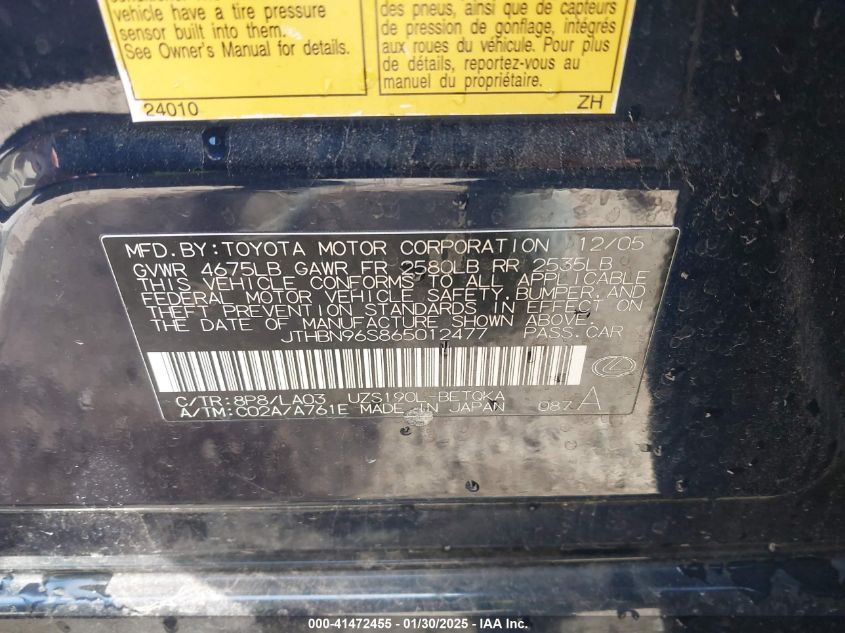 vehicle have a tire pressure
sensor built into them.
See Owner's Manual for details.
24010
des pneus, ainsi que de capteurs
de pression de gonflage, intégrés
aux roues du véhicule. Pour plus
de détails, reportez-vous au
manuel du propriétaire.
ZH
MFD.BY:TOYOTA MOTOR CORPORATION 12/05
GVWR 4675LB GAWR FR 2580LB RR 2535LB
THIS VEHICLE CONFORMS TO ALL APPLICABLE
FEDERAL MOTOR VEHICLE SAFETY,BUMPER,AND
THEFT PREVENTION STANDARDS IN EFFECT ON
THE DATE OF MANUFACTURE SHOWN ABOVE.
JTHBN96S865012477 PASS.CAR
C/TR:8P8/LA03 UZS190L-BETQKA
A/TM:C02A/A761E MADE IN JAPAN 087 A
000-41472455 - 01/30/2025 - IAA Inc.